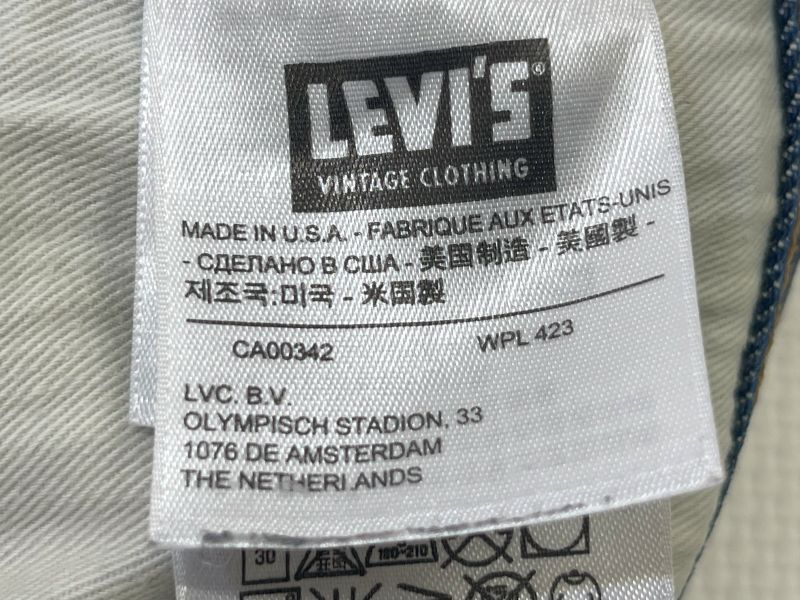 LEVI'S®
VINTAGE CLOTHING
MADE IN U.S.A. - FABRIQUE AUX ETATS-UNIS
- СДЕЛАНО В США - 美国制造 - 美國製 -
제조국:미국 - 米国製
CA00342 WPL 423
LVC. B.V.
OLYMPISCH STADION, 33
1076 DE AMSTERDAM
THE NETHERLANDS
30 180~210